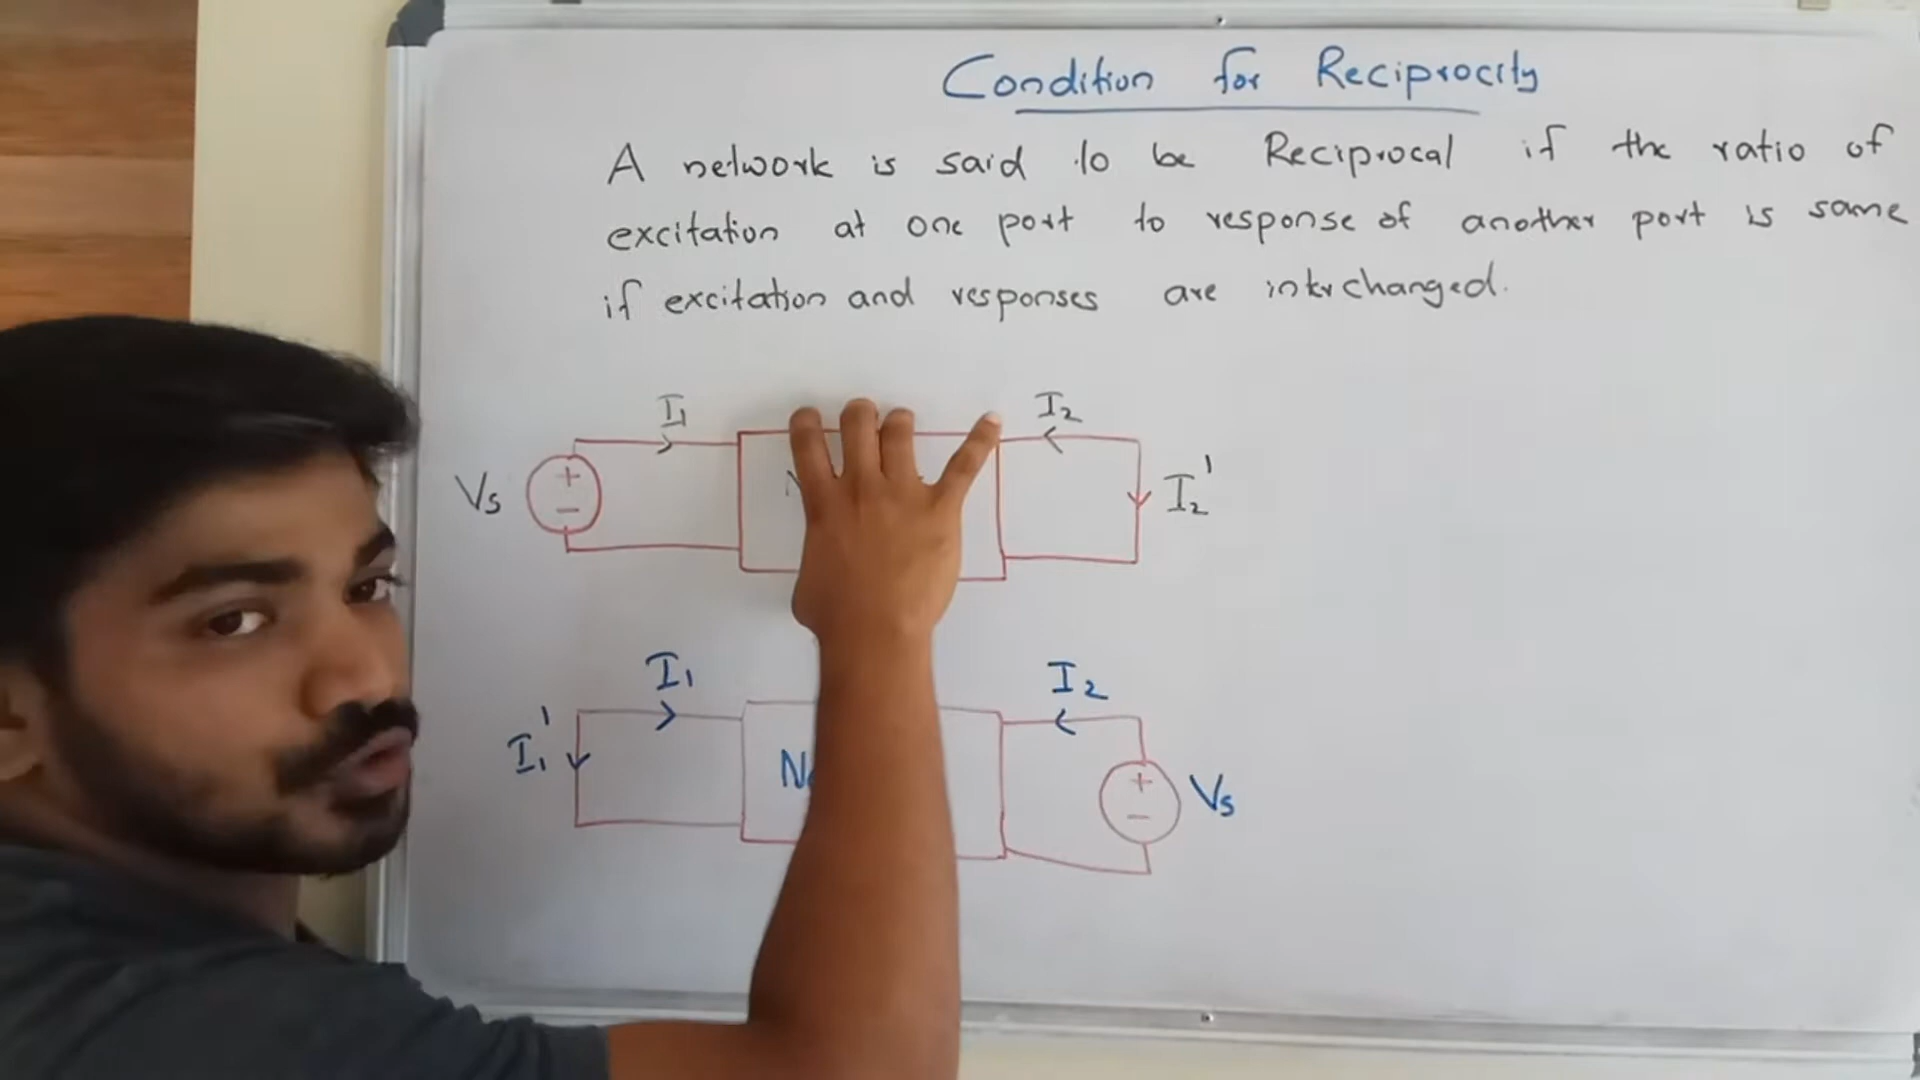 Condition for Reciprocity
A network is said to be Reciprocal if the ratio of
excitation at one port to response of another port is same
if excitation and responses are interchanged.
I1 I2
Vs + − I2'
I1 I2
I1' + − Vs